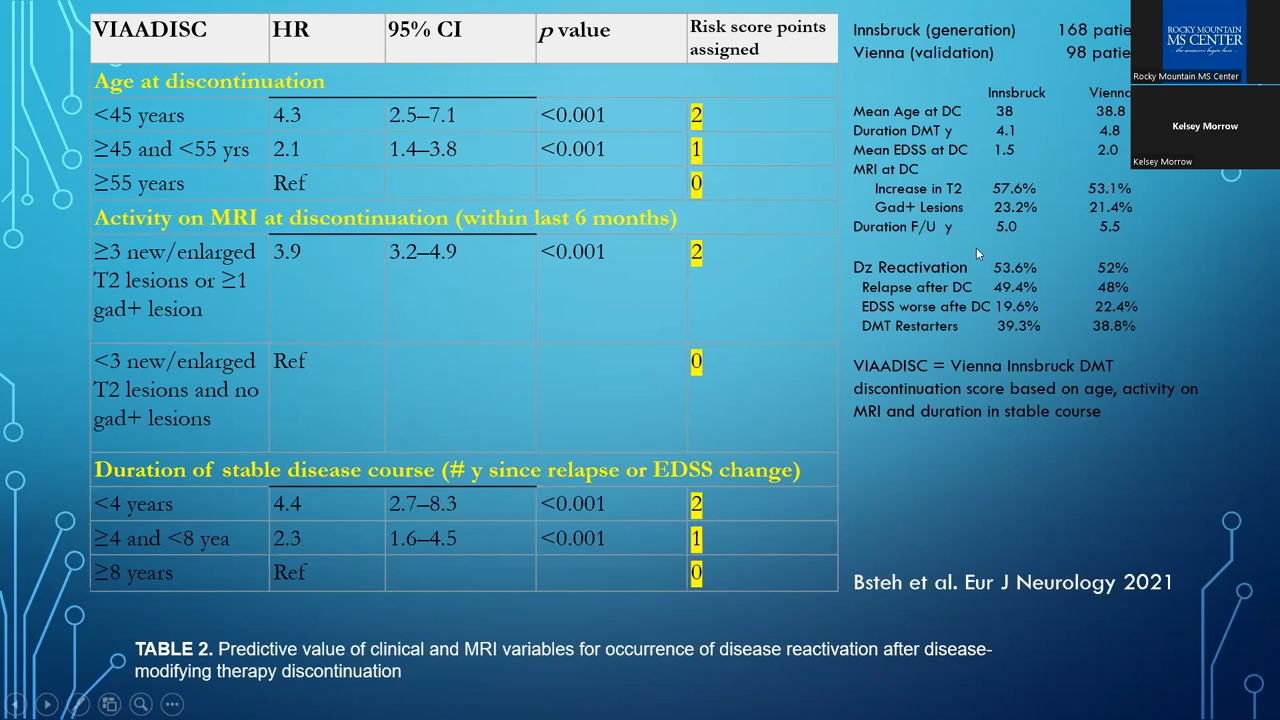 VIAADISC HR 95% CI p value Risk score points
assigned
Age at discontinuation
<45 years 4.3 2.5–7.1 <0.001 2
≥45 and <55 yrs 2.1 1.4–3.8 <0.001 1
≥55 years Ref 0
Activity on MRI at discontinuation (within last 6 months)
≥3 new/enlarged 3.9 3.2–4.9 <0.001 2
T2 lesions or ≥1
gad+ lesion
<3 new/enlarged Ref 0
T2 lesions and no
gad+ lesions
Duration of stable disease course (# y since relapse or EDSS change)
<4 years 4.4 2.7–8.3 <0.001 2
≥4 and <8 yea 2.3 1.6–4.5 <0.001 1
≥8 years Ref 0
TABLE 2. Predictive value of clinical and MRI variables for occurrence of disease reactivation after disease-
modifying therapy discontinuation
Innsbruck (generation) 168 patie
Vienna (validation) 98 patie
Innsbruck Vienna
Mean Age at DC 38 38.8
Duration DMT y 4.1 4.8
Mean EDSS at DC 1.5 2.0
MRI at DC
Increase in T2 57.6% 53.1%
Gad+ Lesions 23.2% 21.4%
Duration F/U y 5.0 5.5
Dz Reactivation 53.6% 52%
Relapse after DC 49.4% 48%
EDSS worse afte DC 19.6% 22.4%
DMT Restarters 39.3% 38.8%
VIAADISC = Vienna Innsbruck DMT
discontinuation score based on age, activity on
MRI and duration in stable course
Bsteh et al. Eur J Neurology 2021
ROCKY MOUNTAIN
MS CENTER
Rocky Mountain MS Center
Kelsey Morrow
Kelsey Morrow